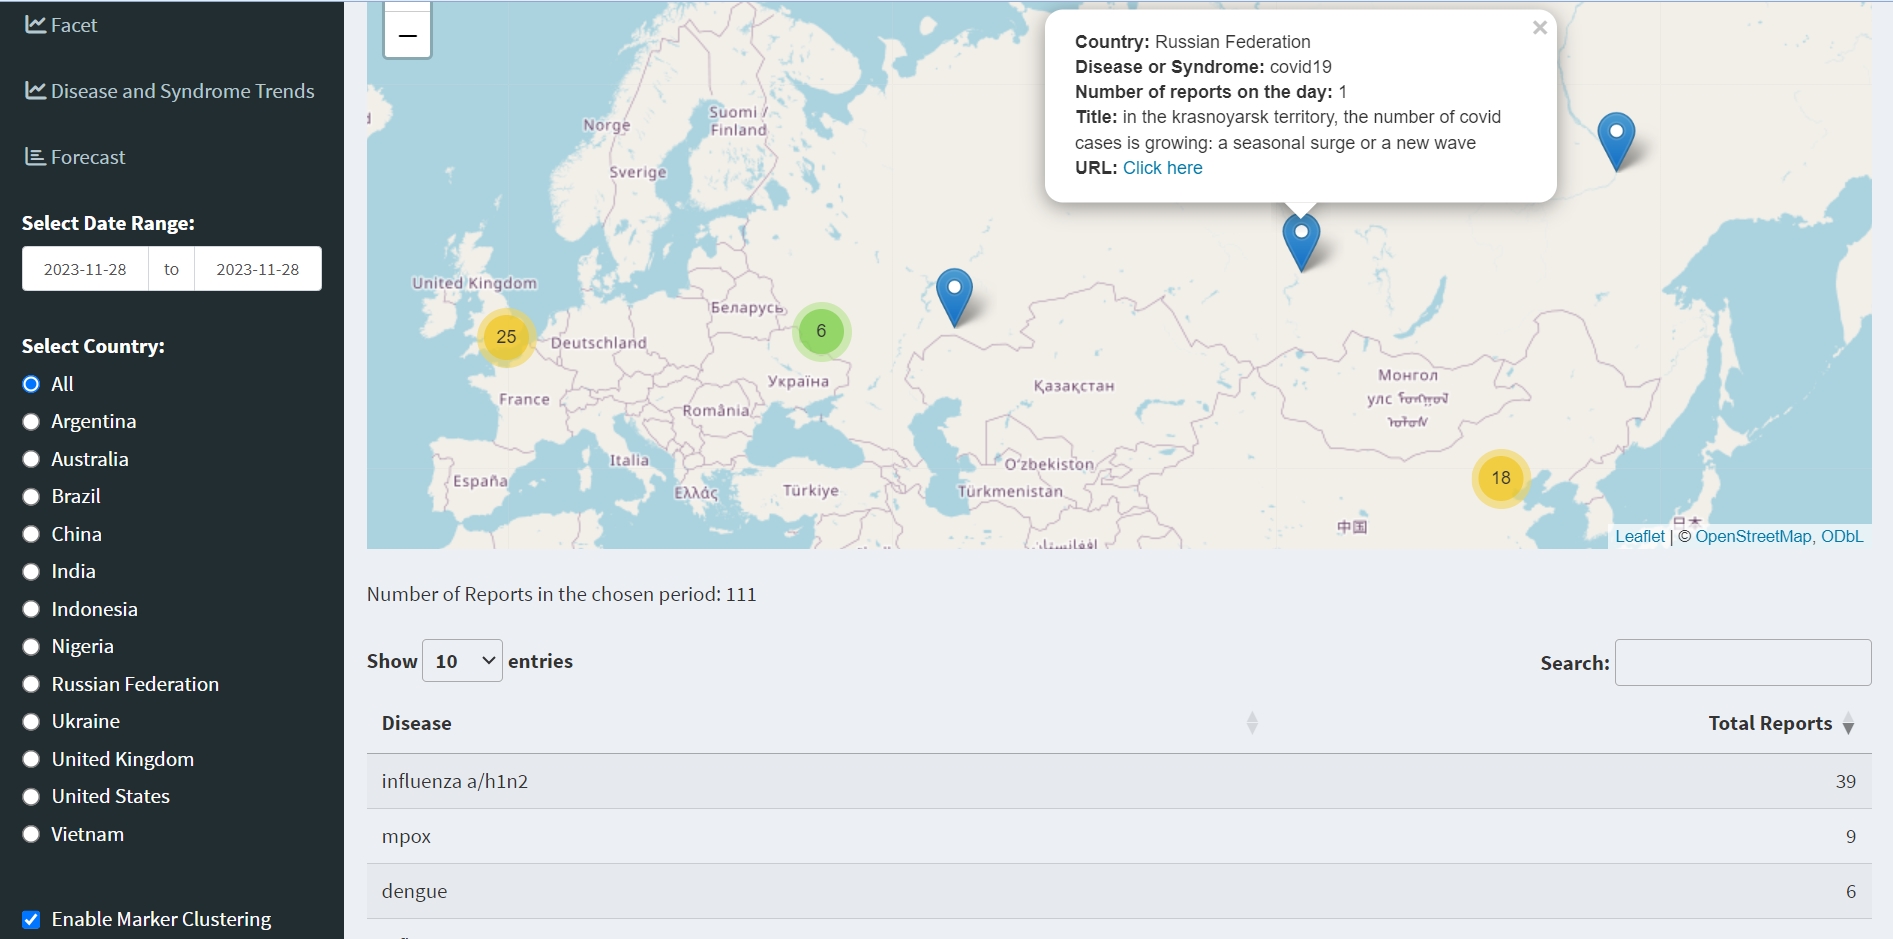 Facet
Disease and Syndrome Trends
Forecast
Select Date Range:
2023-11-28 to 2023-11-28
Select Country:
All
Argentina
Australia
Brazil
China
India
Indonesia
Nigeria
Russian Federation
Ukraine
United Kingdom
United States
Vietnam
Enable Marker Clustering
−
Country: Russian Federation
Disease or Syndrome: covid19
Number of reports on the day: 1
Title: in the krasnoyarsk territory, the number of covid
cases is growing: a seasonal surge or a new wave
URL: Click here
×
Suomi /
Finland
Norge
Sverige
United Kingdom
Беларусь
25
6
Deutschland
Україна
Қазақстан
Монгол
улс
France
România
Italia
O'zbekiston
España
Ελλάς
Türkiye
Türkmenistan
18
中国
日本
Leaflet | © OpenStreetMap, ODbL
Number of Reports in the chosen period: 111
Show 10 entries
Search:
Disease Total Reports
influenza a/h1n2 39
mpox 9
dengue 6